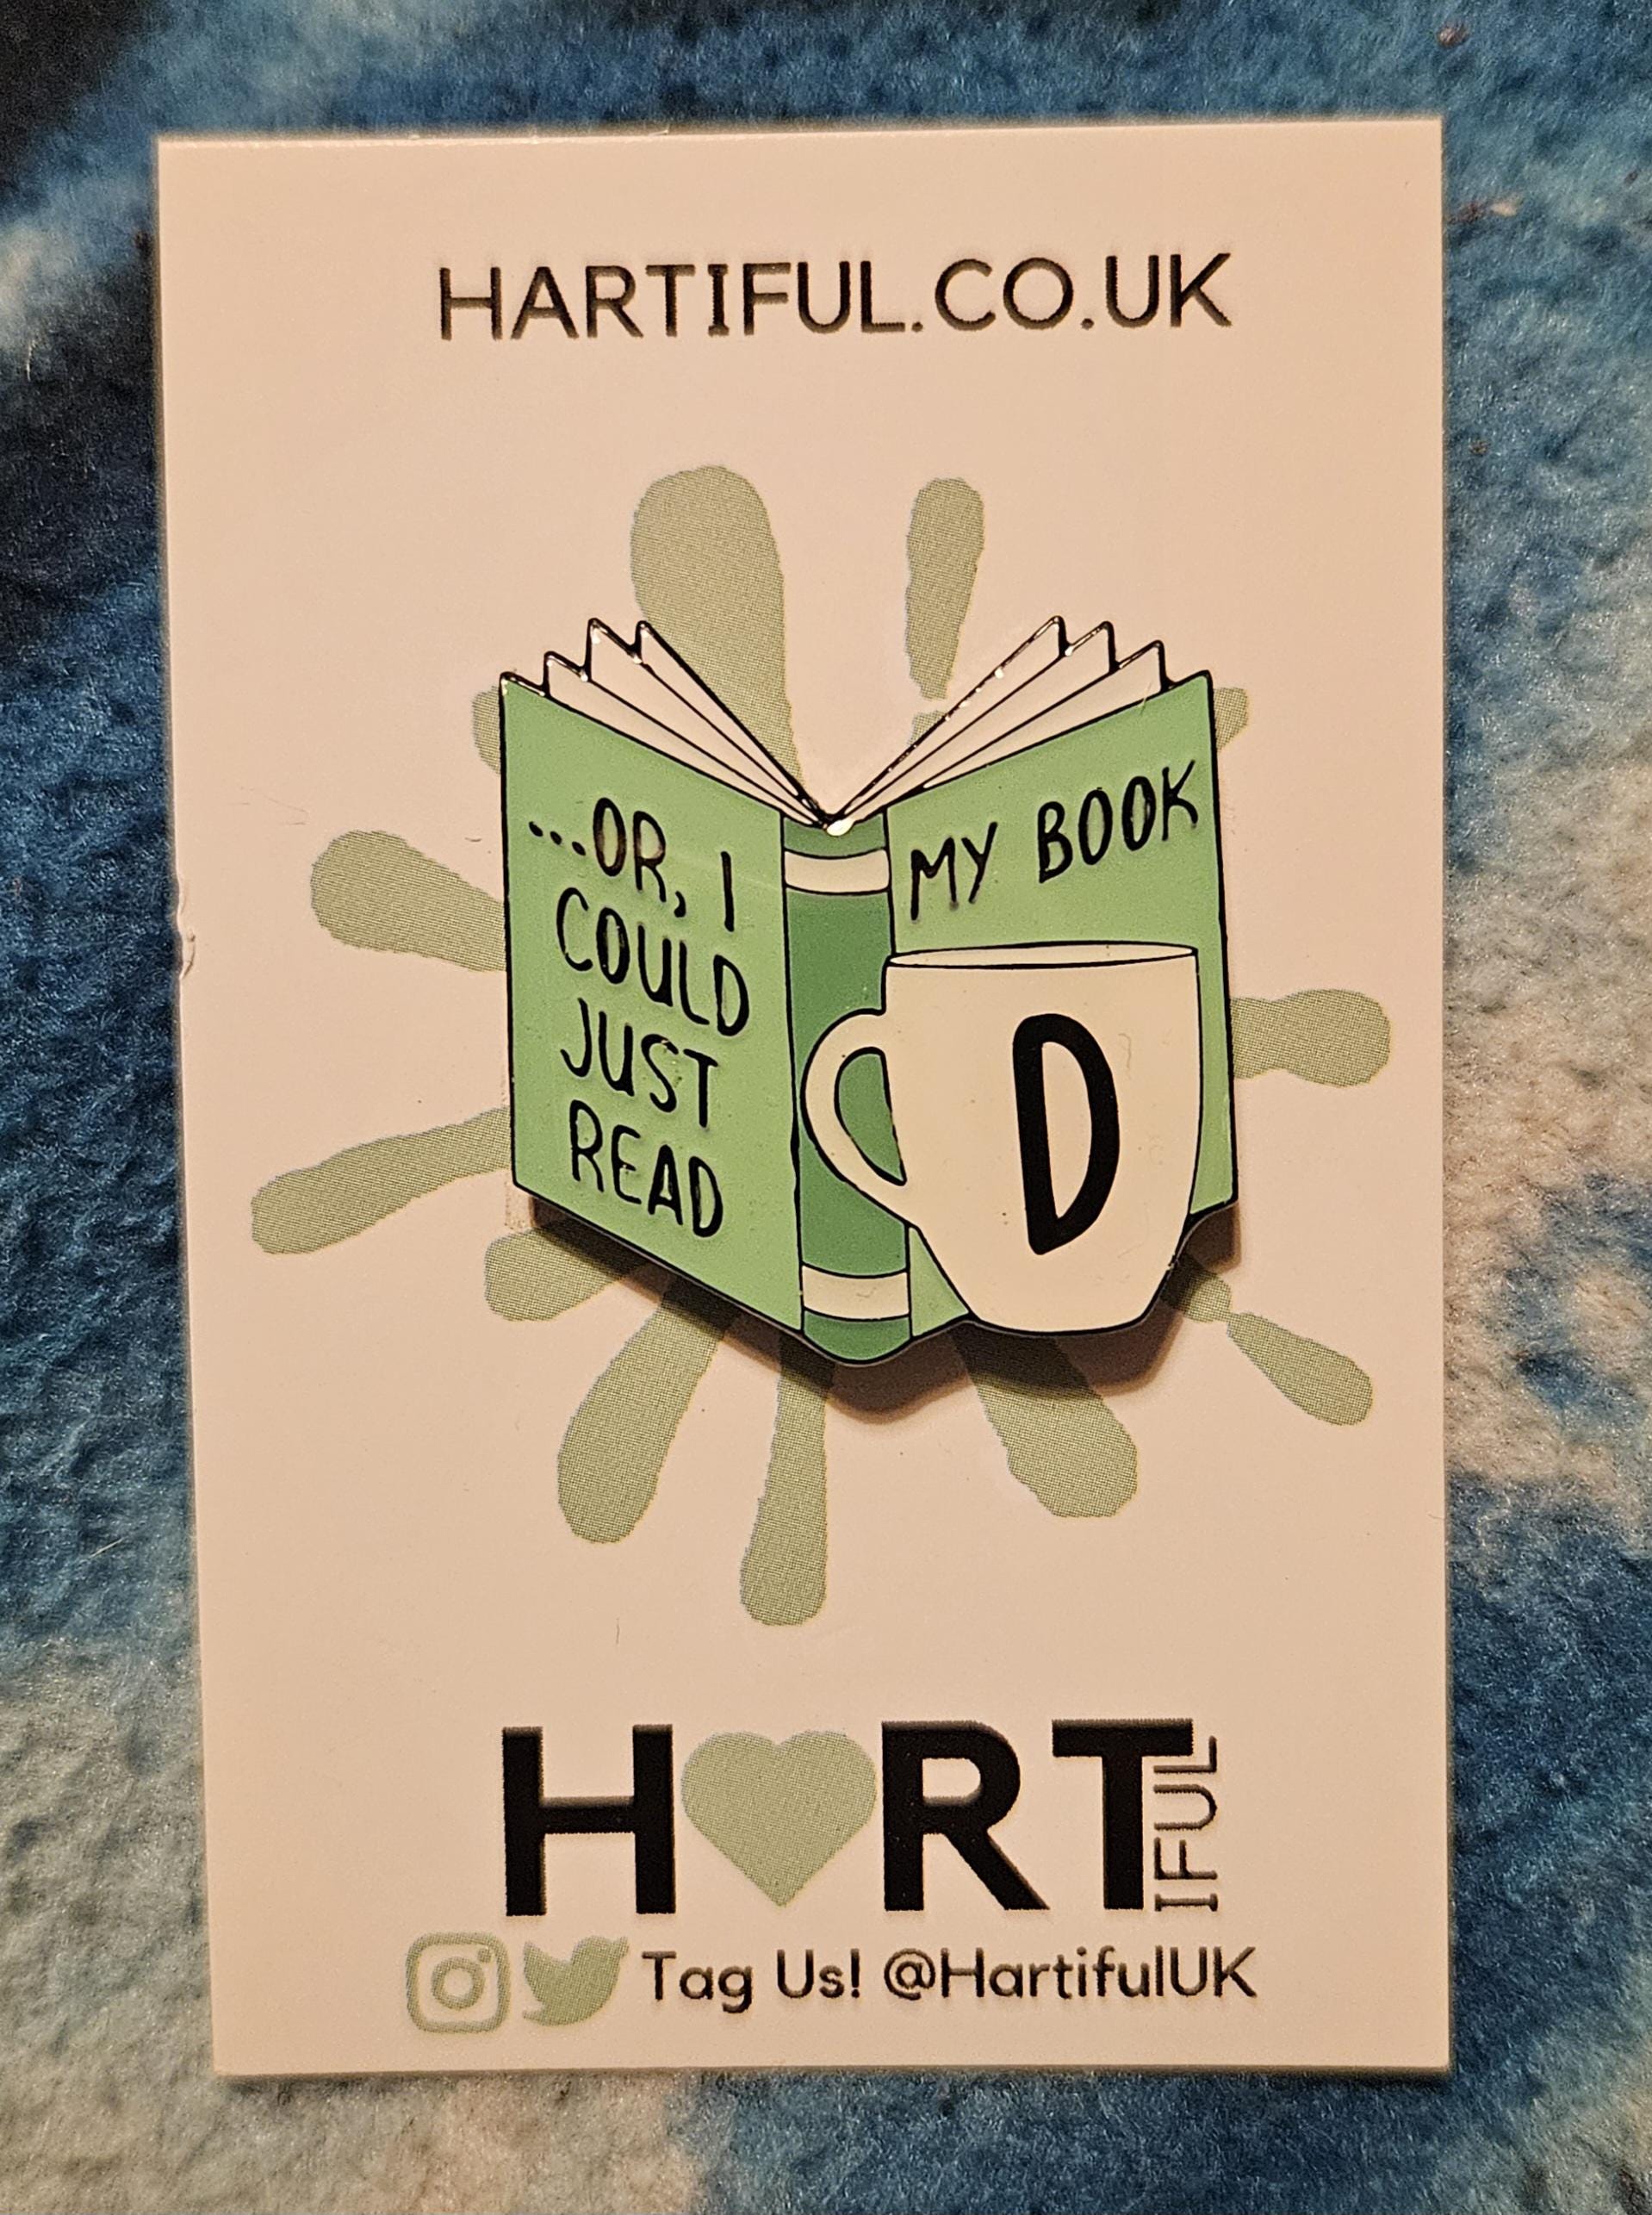 HARTIFUL.CO.UK
...OR, I
COULD
JUST
READ
MY BOOK
D
H RT
IFUL
Tag Us! @HartifulUK